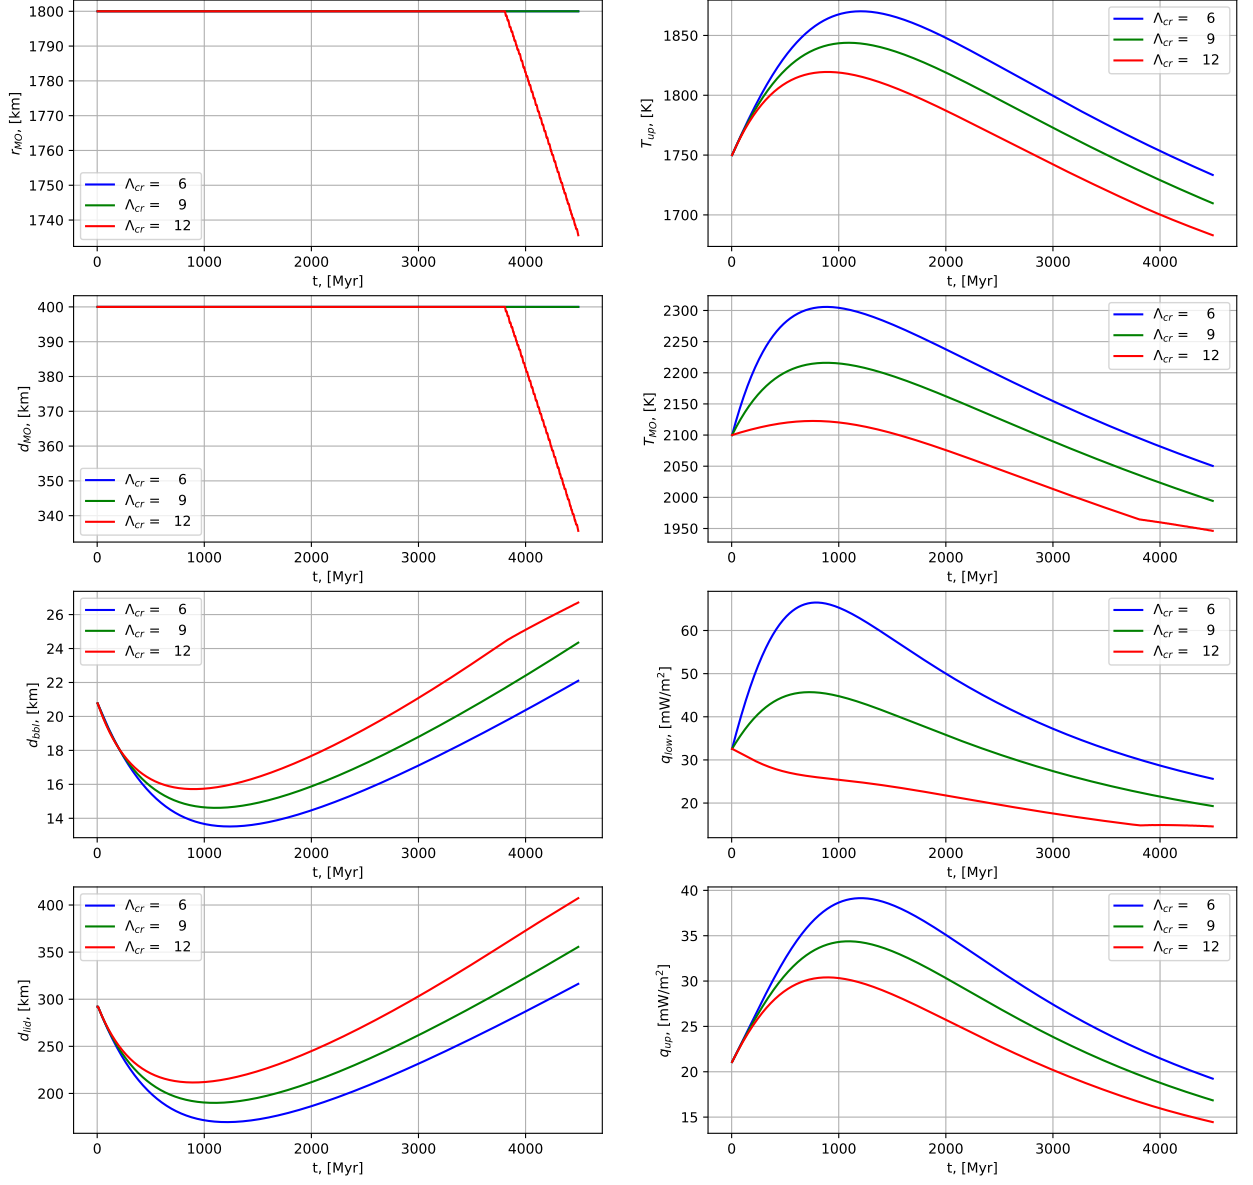 1800
1790
1780
1770
1760
1750
1740
r_MO, [km]
Λ_cr = 6
Λ_cr = 9
Λ_cr = 12
0 1000 2000 3000 4000
t, [Myr]
1850
1800
1750
1700
T_up, [K]
Λ_cr = 6
Λ_cr = 9
Λ_cr = 12
0 1000 2000 3000 4000
t, [Myr]
400
390
380
370
360
350
340
d_MO, [km]
Λ_cr = 6
Λ_cr = 9
Λ_cr = 12
0 1000 2000 3000 4000
t, [Myr]
2300
2250
2200
2150
2100
2050
2000
1950
T_MO, [K]
Λ_cr = 6
Λ_cr = 9
Λ_cr = 12
0 1000 2000 3000 4000
t, [Myr]
26
24
22
20
18
16
14
d_bbl, [km]
Λ_cr = 6
Λ_cr = 9
Λ_cr = 12
0 1000 2000 3000 4000
t, [Myr]
60
50
40
30
20
q_low, [mW/m²]
Λ_cr = 6
Λ_cr = 9
Λ_cr = 12
0 1000 2000 3000 4000
t, [Myr]
400
350
300
250
200
d_lid, [km]
Λ_cr = 6
Λ_cr = 9
Λ_cr = 12
0 1000 2000 3000 4000
t, [Myr]
40
35
30
25
20
15
q_up, [mW/m²]
Λ_cr = 6
Λ_cr = 9
Λ_cr = 12
0 1000 2000 3000 4000
t, [Myr]